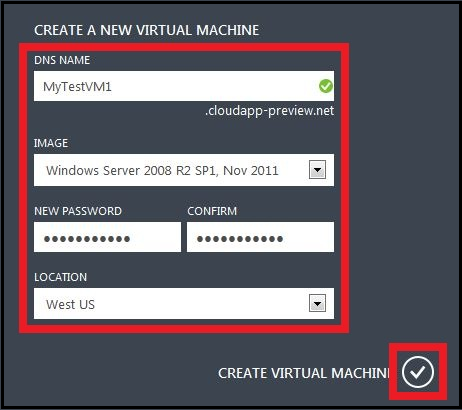 CREATE A NEW VIRTUAL MACHINE
DNS NAME
MyTestVM1
.cloudapp-preview.net
IMAGE
Windows Server 2008 R2 SP1, Nov 2011
NEW PASSWORD CONFIRM
●●●●●●●●●●● ●●●●●●●●●●●
LOCATION
West US
CREATE VIRTUAL MACHIN